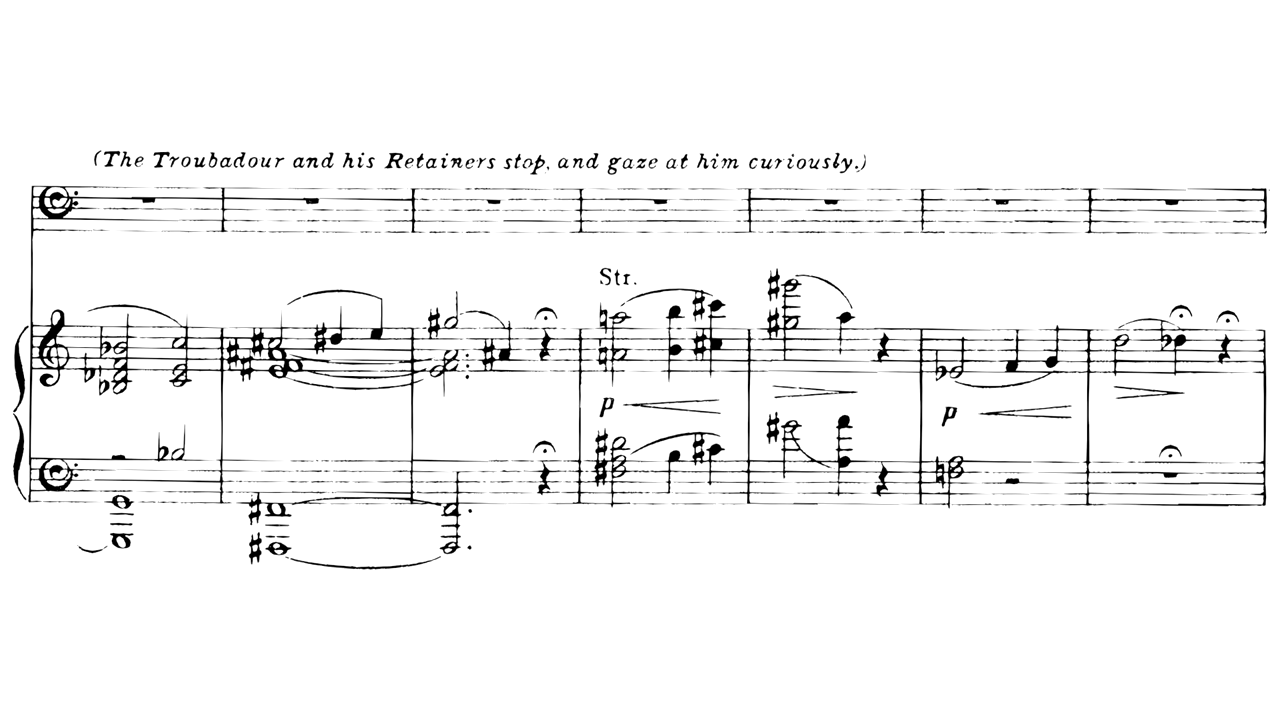 (The Troubadour and his Retainers stop, and gaze at him curiously.)
Str.
p
p